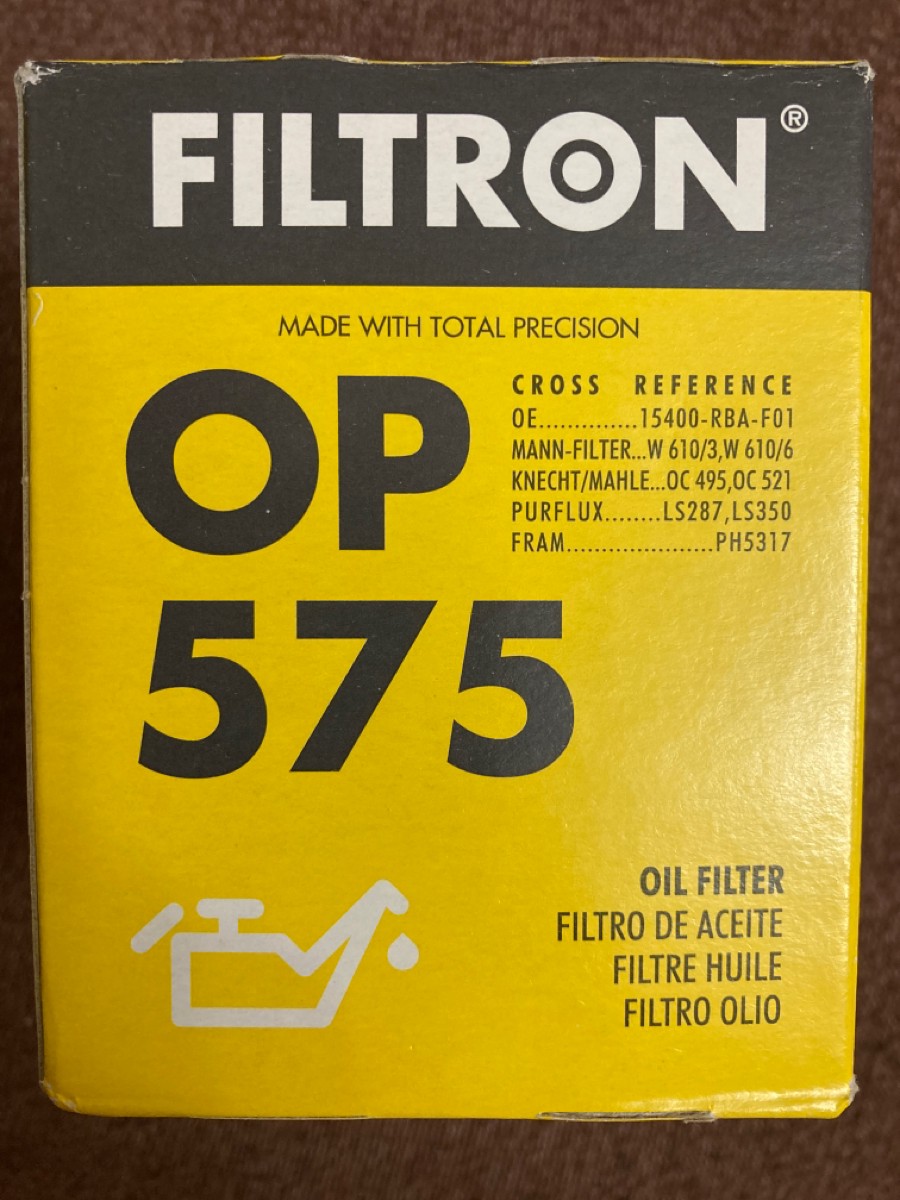 FILTRON®
MADE WITH TOTAL PRECISION
OP
575
CROSS REFERENCE
OE..............15400-RBA-F01
MANN-FILTER...W 610/3,W 610/6
KNECHT/MAHLE...OC 495,OC 521
PURFLUX........LS287,LS350
FRAM.....................PH5317
OIL FILTER
FILTRO DE ACEITE
FILTRE HUILE
FILTRO OLIO